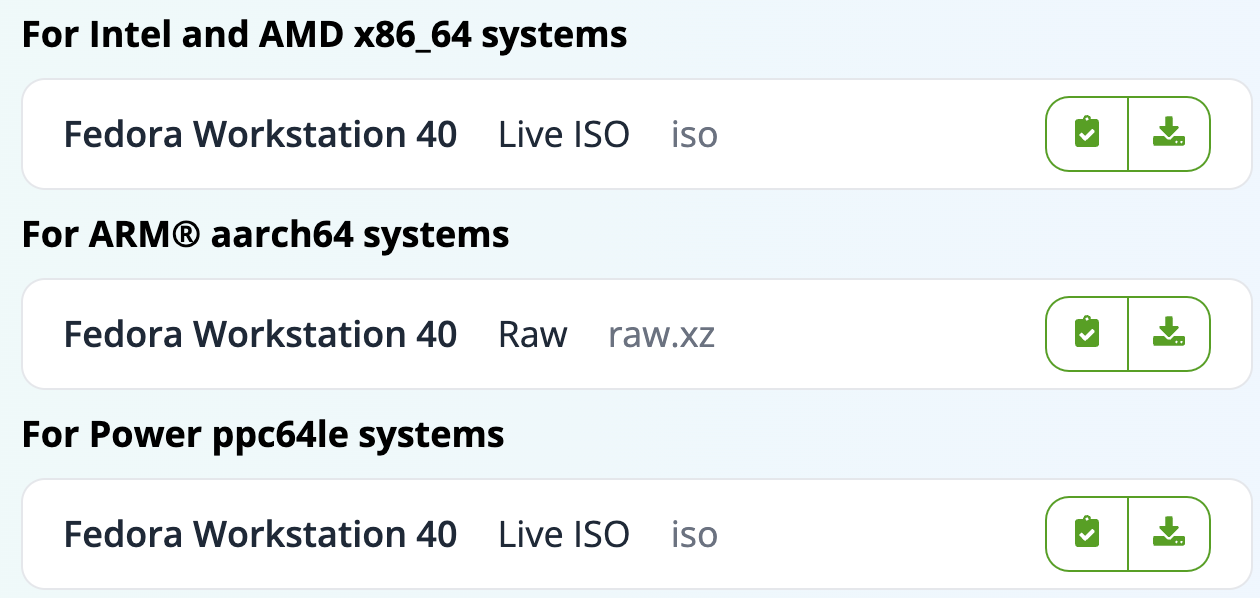 For Intel and AMD x86_64 systems
Fedora Workstation 40 Live ISO iso
For ARM® aarch64 systems
Fedora Workstation 40 Raw raw.xz
For Power ppc64le systems
Fedora Workstation 40 Live ISO iso